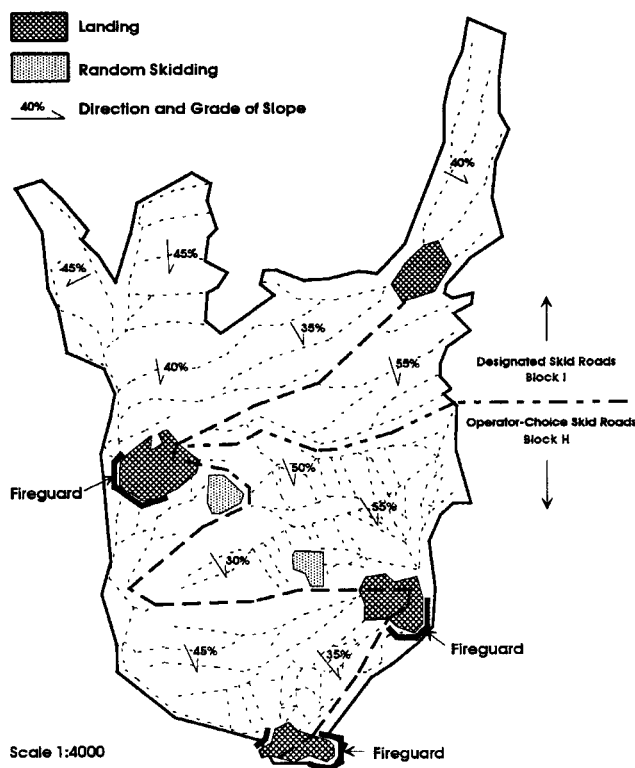 Landing
Random Skidding
40% Direction and Grade of Slope
40%
45%
45%
35%
40%
55%
Designated Skid Roads
Block I
Operator-Choice Skid Roads
Block H
50%
Fireguard
55%
30%
45%
35%
Fireguard
Scale 1:4000
Fireguard